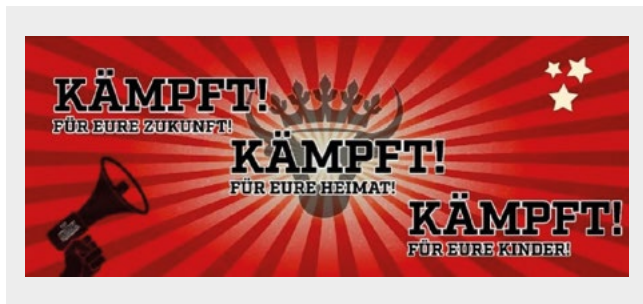 KÄMPFT!
FÜR EURE ZUKUNFT!
KÄMPFT!
FÜR EURE HEIMAT!
KÄMPFT!
FÜR EURE KINDER!